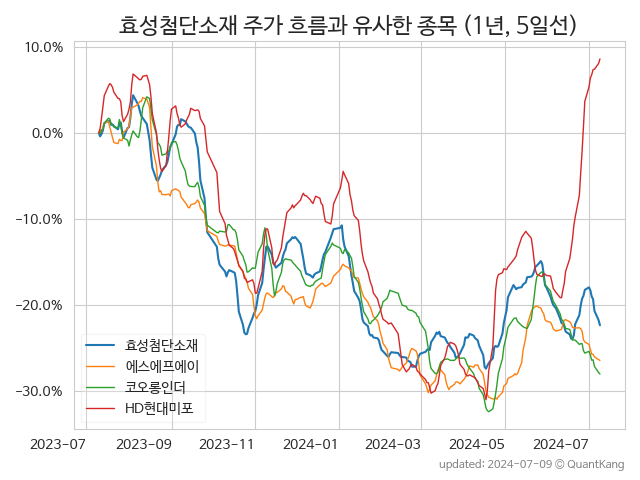 효성첨단소재 주가 흐름과 유사한 종목 (1년, 5일선)
10.0%
0.0%
−10.0%
−20.0%
−30.0%
효성첨단소재
에스에프에이
코오롱인더
HD현대미포
2023-07 2023-09 2023-11 2024-01 2024-03 2024-05 2024-07
updated: 2024-07-09 ⓒ QuantKang